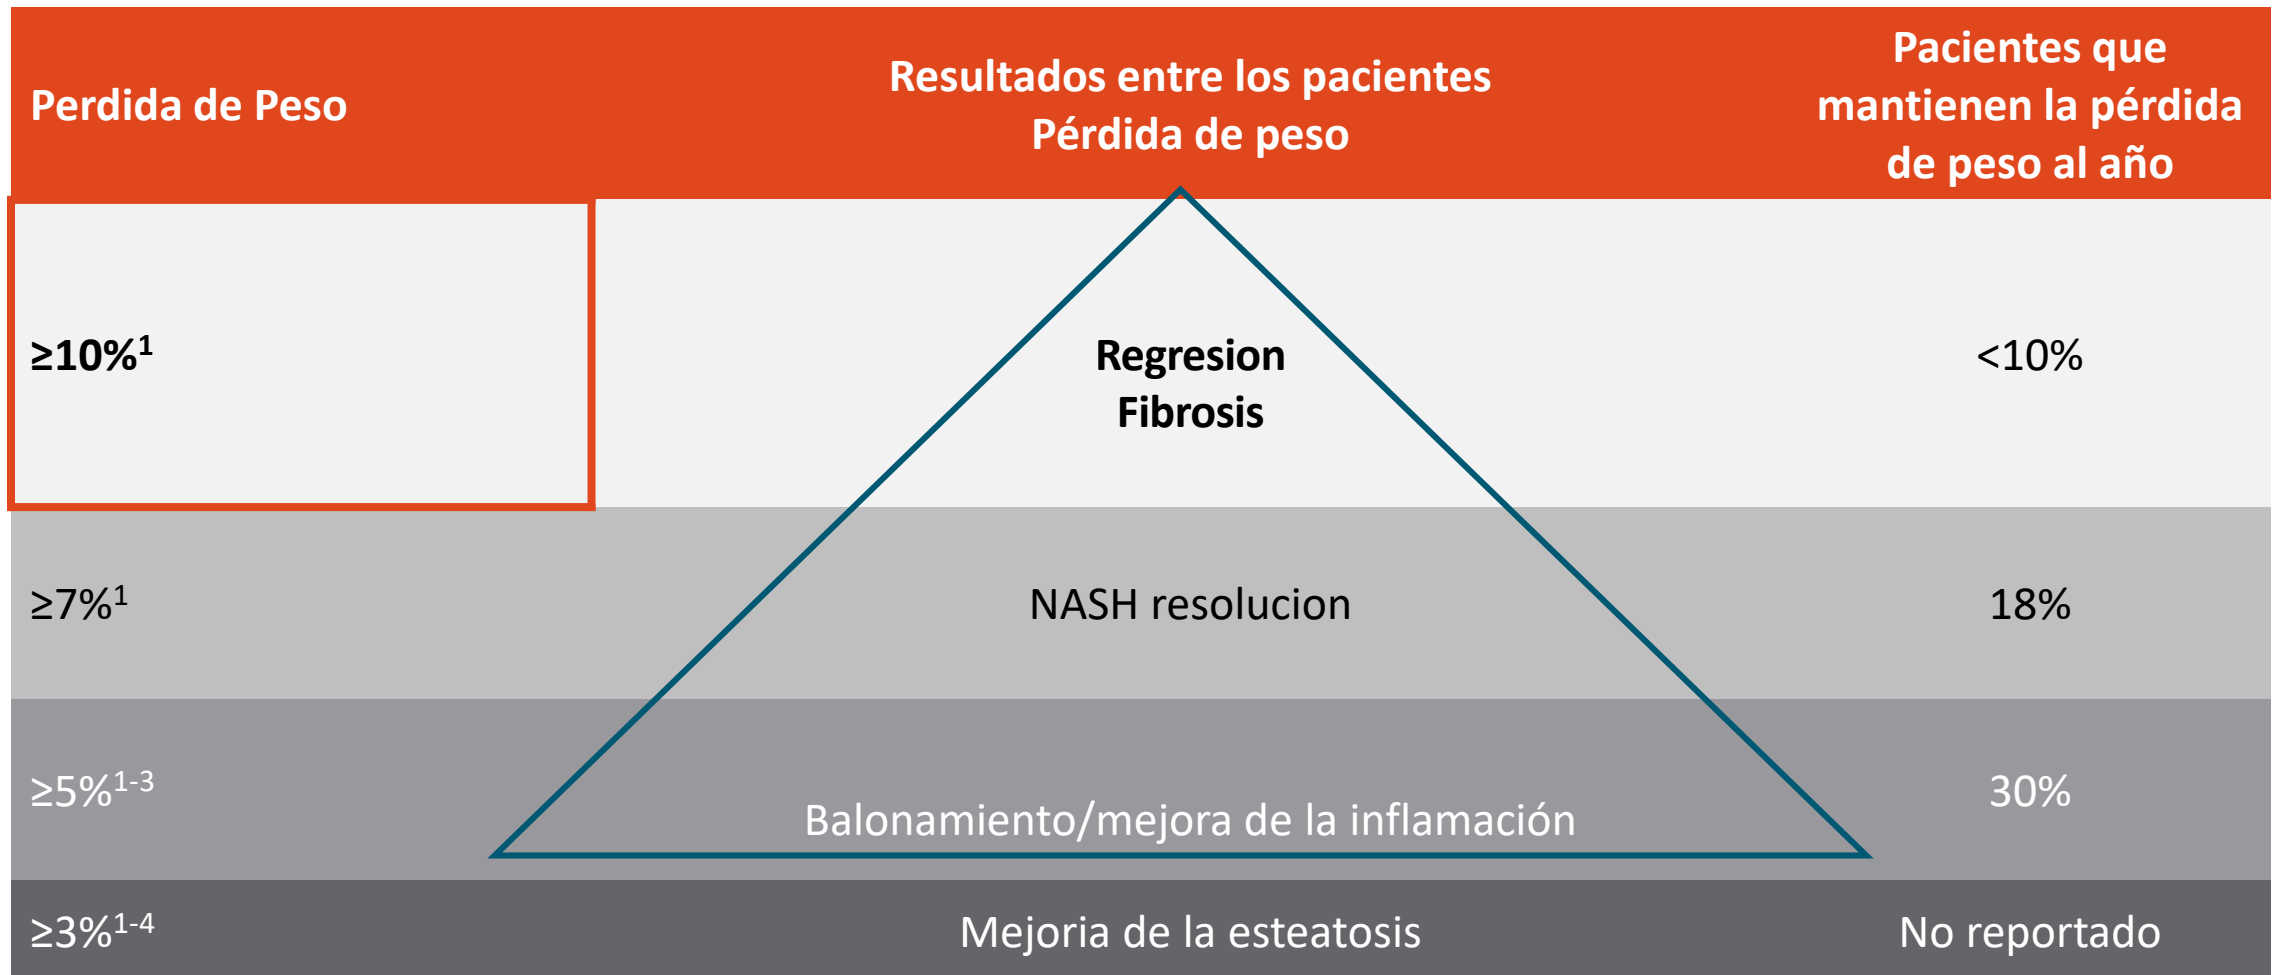 Perdida de Peso
Resultados entre los pacientes
Pérdida de peso
Pacientes que
mantienen la pérdida
de peso al año
≥10%¹
Regresion
Fibrosis
<10%
≥7%¹
NASH resolucion
18%
≥5%¹⁻³
Balonamiento/mejora de la inflamación
30%
≥3%¹⁻⁴
Mejoria de la esteatosis
No reportado